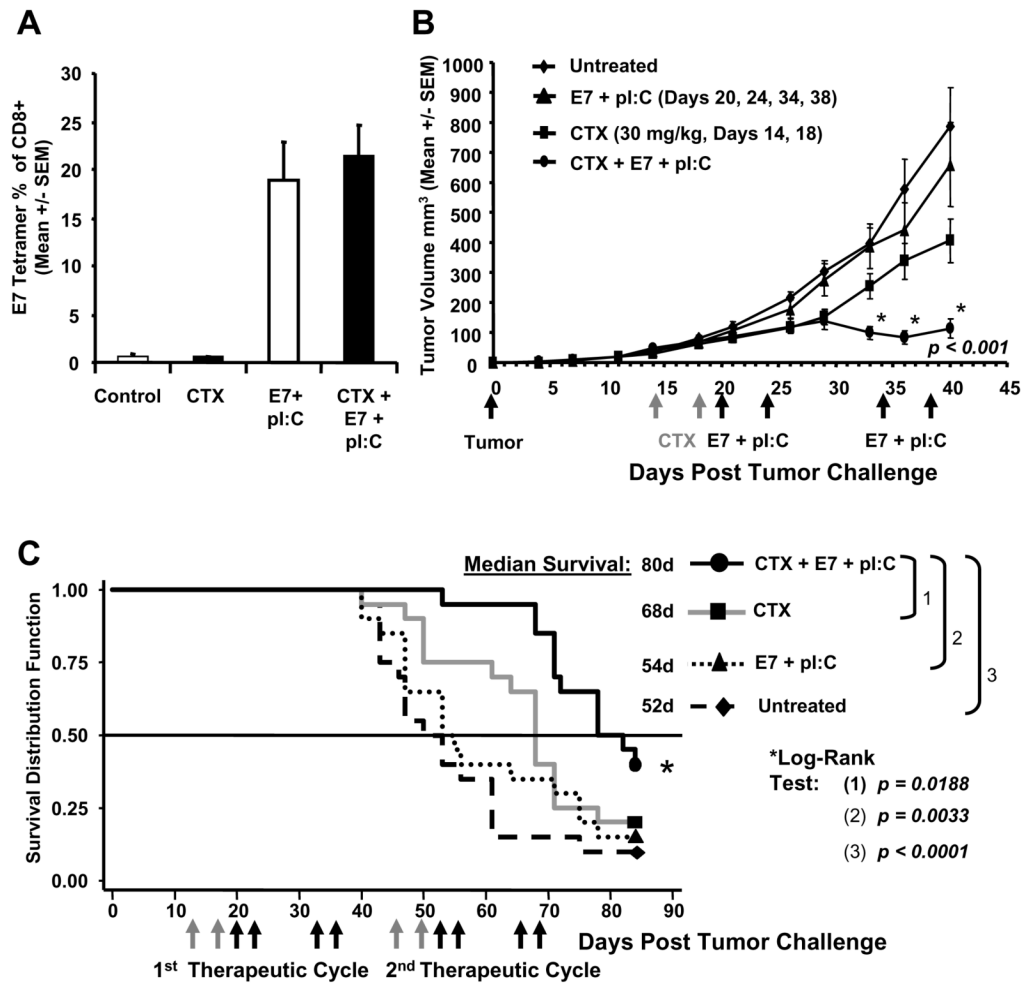 A
E7 Tetramer % of CD8+
(Mean +/- SEM)
30
25
20
15
10
5
0
Control
CTX
E7+
pI:C
CTX +
E7 +
pI:C
B
Tumor Volume mm³ (Mean +/- SEM)
1000
900
800
700
600
500
400
300
200
100
0
Untreated
E7 + pI:C (Days 20, 24, 34, 38)
CTX (30 mg/kg, Days 14, 18)
CTX + E7 + pI:C
* * *
p < 0.001
0 5 10 15 20 25 30 35 40 45
Tumor
CTX E7 + pI:C
E7 + pI:C
Days Post Tumor Challenge
C
Survival Distribution Function
1.00
0.75
0.50
0.25
0.00
Median Survival: 80d CTX + E7 + pI:C
68d CTX
54d E7 + pI:C
52d Untreated
1
2
3
*
*Log-Rank
Test: (1) p = 0.0188
(2) p = 0.0033
(3) p < 0.0001
0 10 20 30 40 50 60 70 80 90
Days Post Tumor Challenge
1st Therapeutic Cycle 2nd Therapeutic Cycle